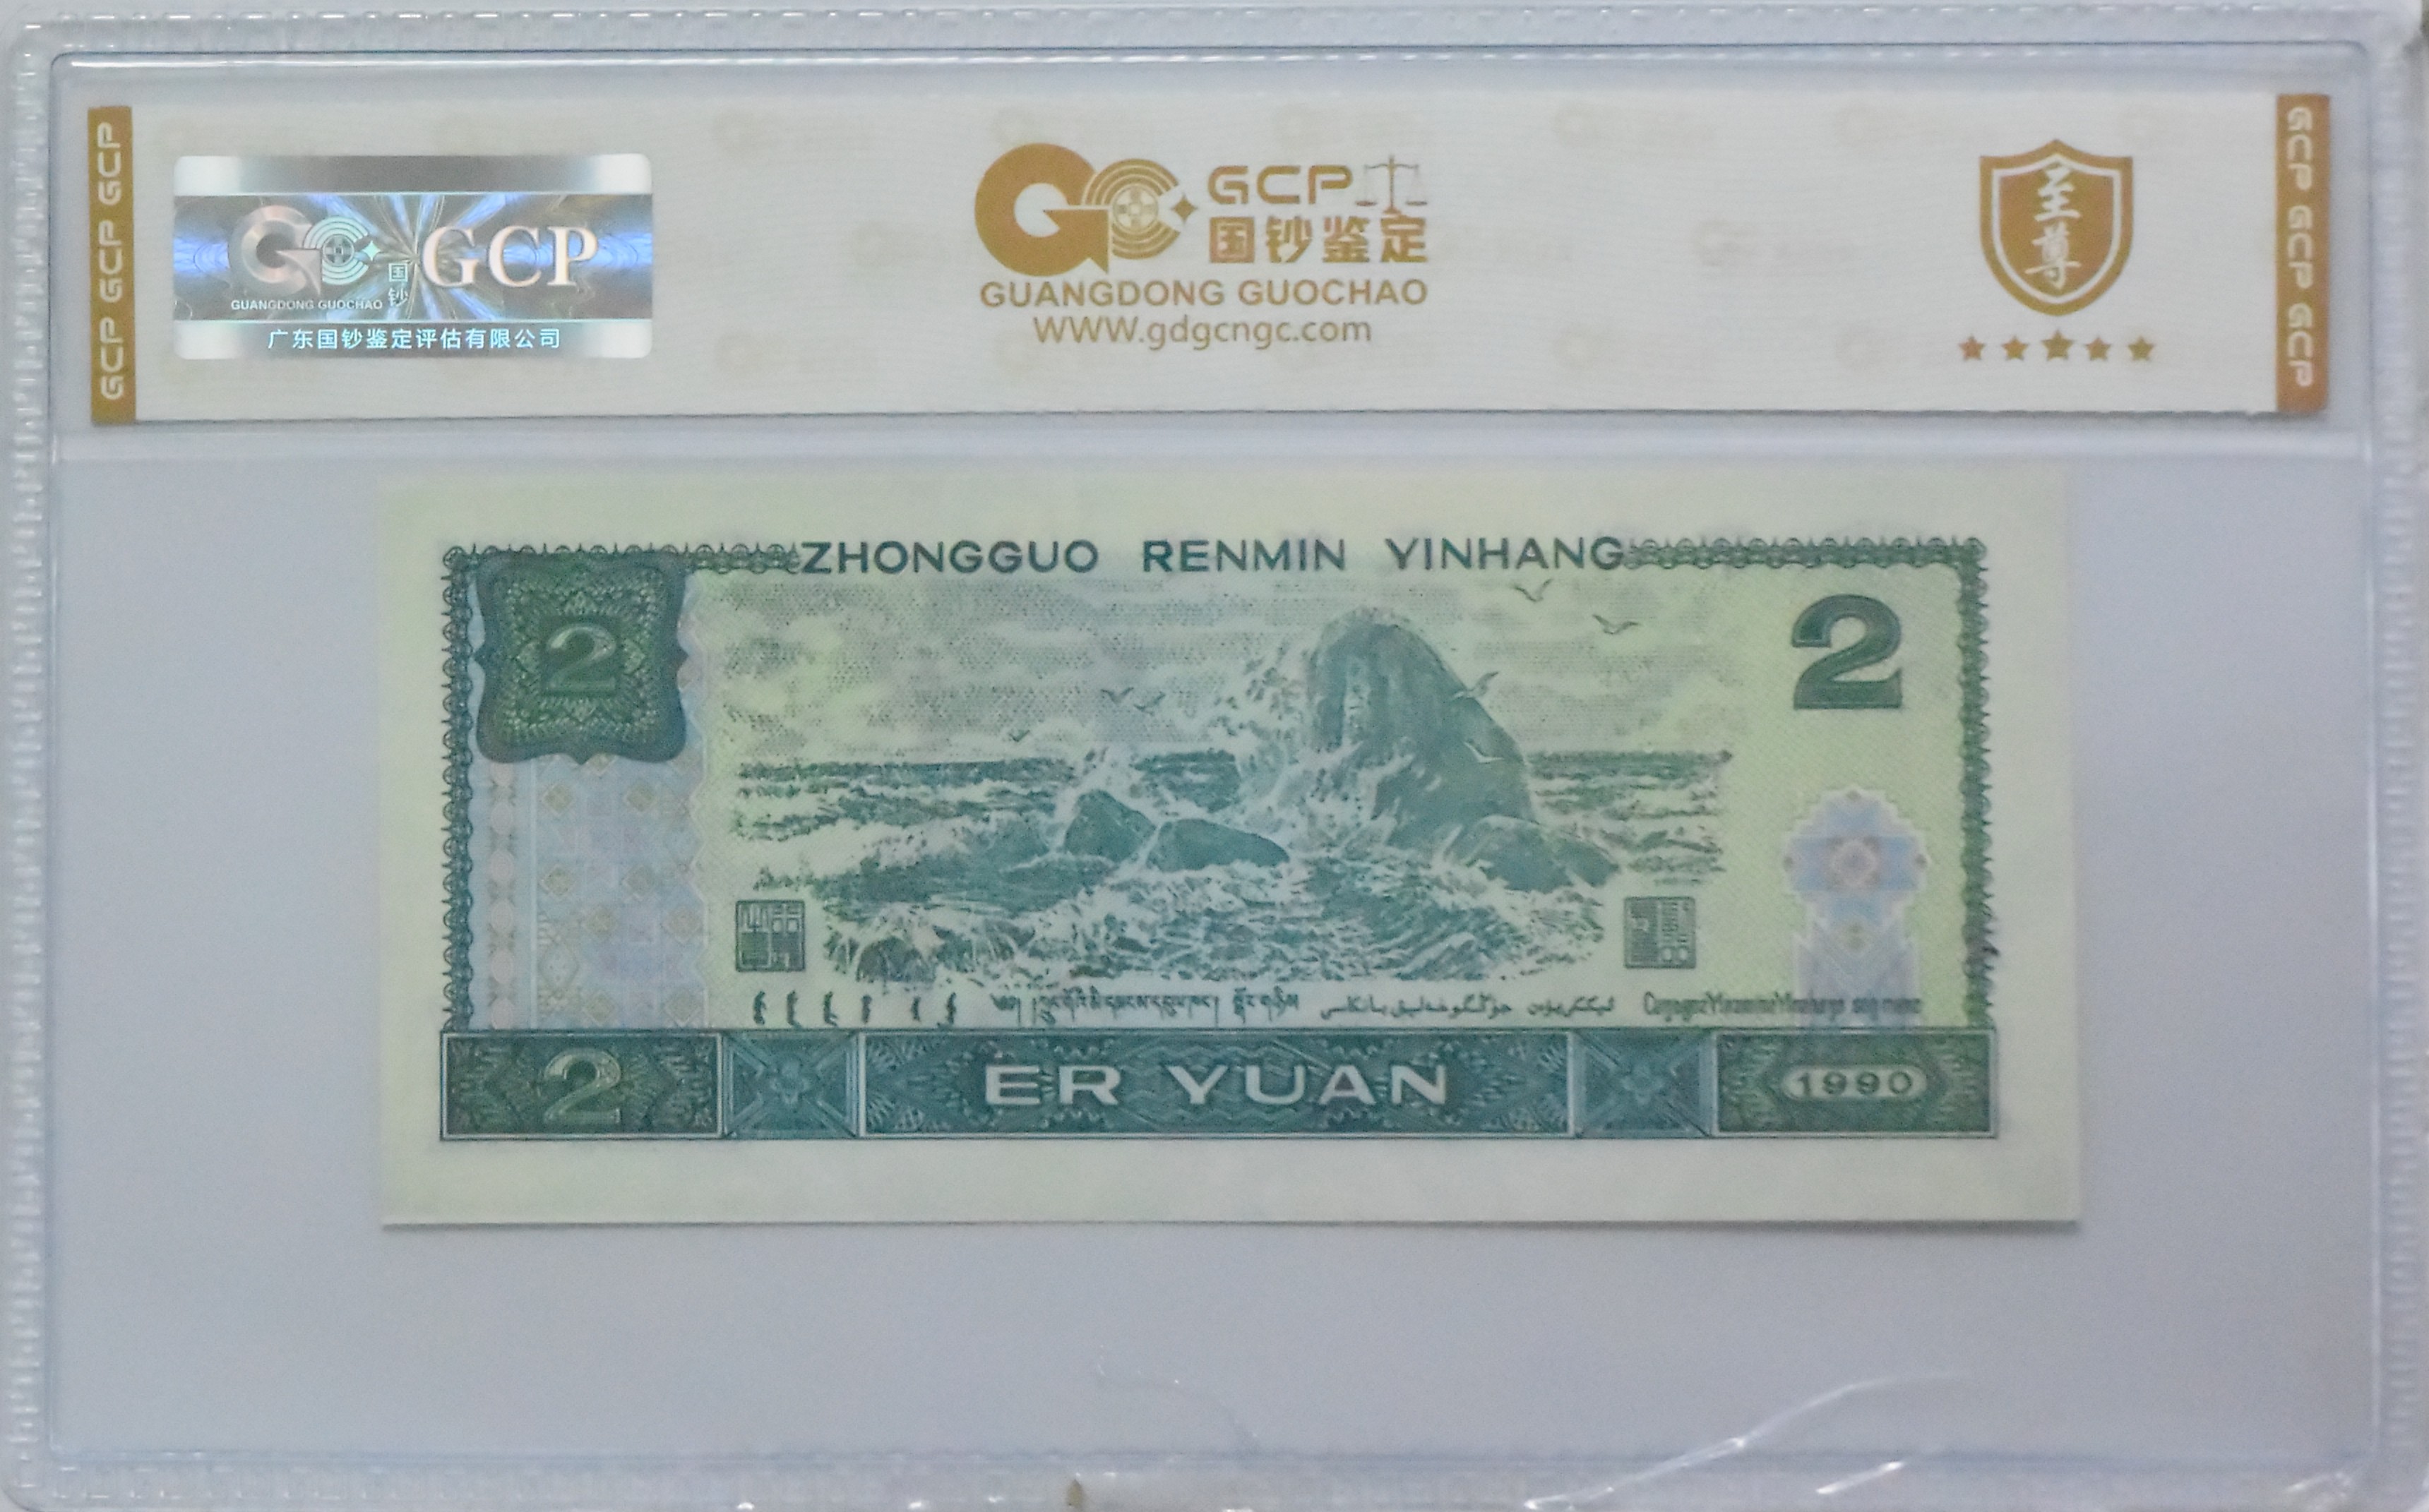 GCP GCP GCP
国钞
GCP
GUANGDONG GUOCHAO
广东国钞鉴定评估有限公司
GCP
国钞鉴定
GUANGDONG GUOCHAO
WWW.gdgcngc.com
至尊
GCP GCP GCP
ZHONGGUO RENMIN YINHANG
2
2
2
ER YUAN
1990